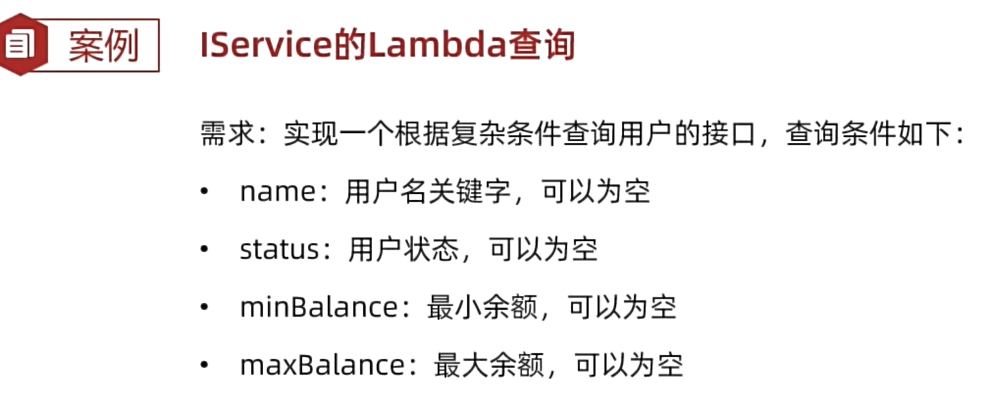 案例
IService的Lambda查询
需求：实现一个根据复杂条件查询用户的接口，查询条件如下：
• name：用户名关键字，可以为空
• status：用户状态，可以为空
• minBalance：最小余额，可以为空
• maxBalance：最大余额，可以为空